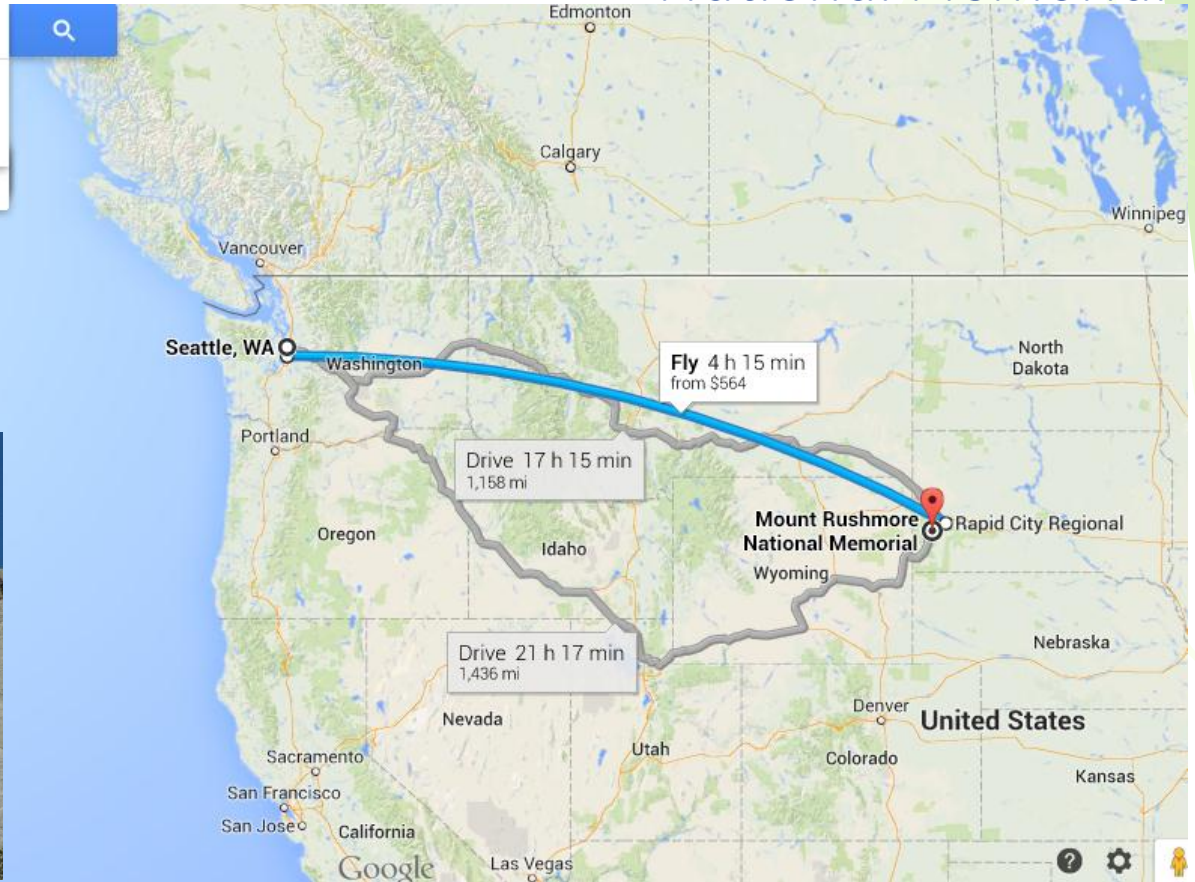 Edmonton
Calgary
Winnipeg
Vancouver
Seattle, WA
Washington
Fly 4 h 15 min
from $564
North
Dakota
Portland
Drive 17 h 15 min
1,158 mi
Mount Rushmore
National Memorial
Rapid City Regional
Oregon
Idaho
Wyoming
Drive 21 h 17 min
1,436 mi
Nebraska
Nevada
Denver
United States
Utah
Colorado
Sacramento
Kansas
San Francisco
San Jose
California
Google
Las Vegas
?